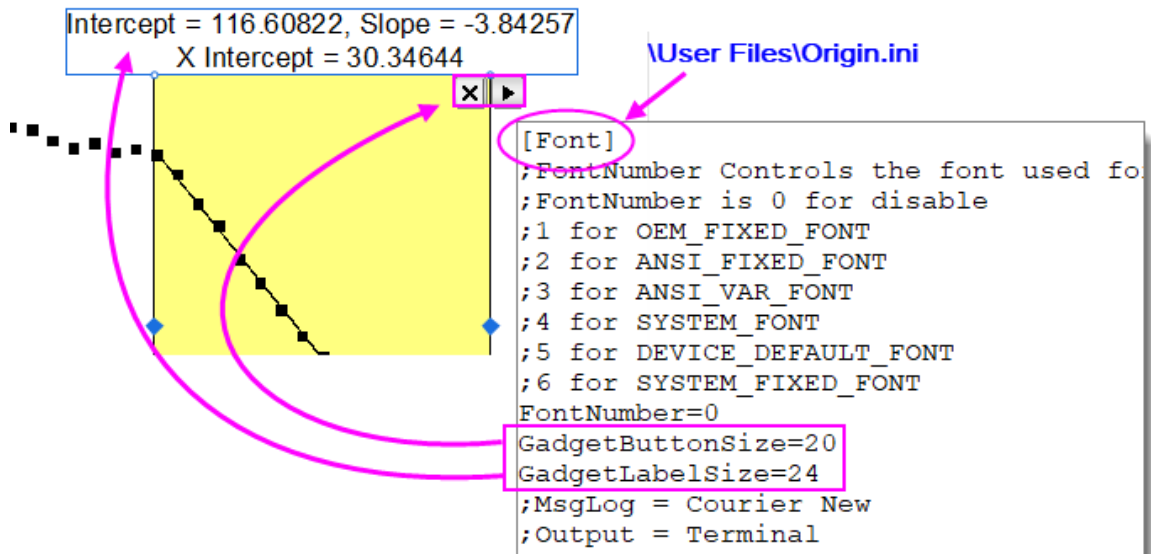 Intercept = 116.60822, Slope = -3.84257
X Intercept = 30.34644
\User Files\Origin.ini
[Font]
;FontNumber Controls the font used
;FontNumber is 0 for disable
;1 for OEM_FIXED_FONT
;2 for ANSI_FIXED_FONT
;3 for ANSI_VAR_FONT
;4 for SYSTEM_FONT
;5 for DEVICE_DEFAULT_FONT
;6 for SYSTEM_FIXED_FONT
FontNumber=0
GadgetButtonSize=20
GadgetLabelSize=24
;MsgLog = Courier New
;Output = Terminal